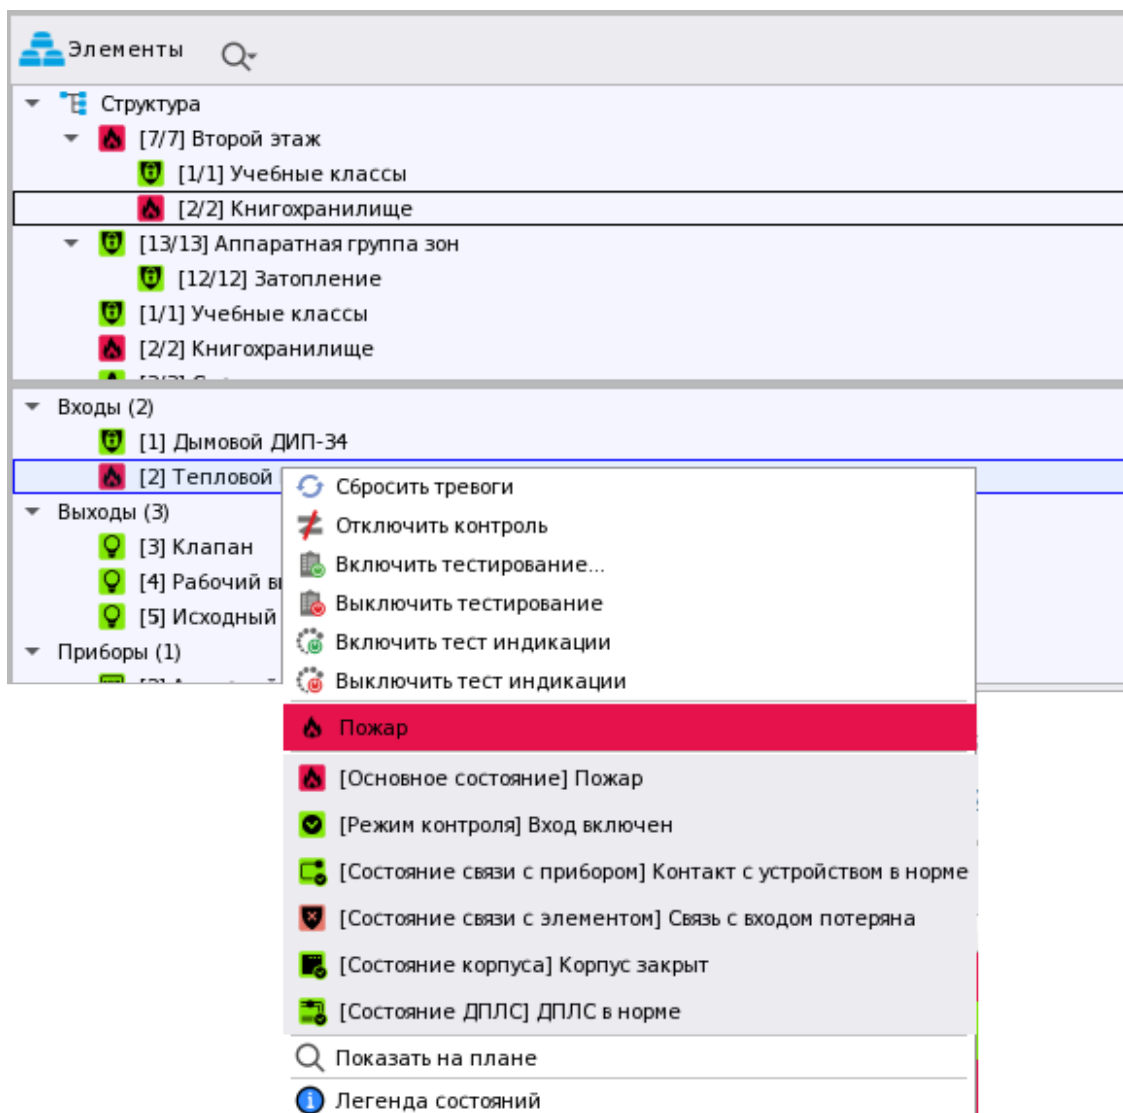 Элементы
Структура
[7/7] Второй этаж
[1/1] Учебные классы
[2/2] Книгохранилище
[13/13] Аппаратная группа зон
[12/12] Затопление
[1/1] Учебные классы
[2/2] Книгохранилище
Входы (2)
[1] Дымовой ДИП-34
[2] Тепловой
Сбросить тревоги
Выходы (3)
Отключить контроль
[3] Клапан
Включить тестирование...
[4] Рабочий
Выключить тестирование
[5] Исходный
Включить тест индикации
Приборы (1)
Выключить тест индикации
Пожар
[Основное состояние] Пожар
[Режим контроля] Вход включен
[Состояние связи с прибором] Контакт с устройством в норме
[Состояние связи с элементом] Связь с входом потеряна
[Состояние корпуса] Корпус закрыт
[Состояние ДПЛС] ДПЛС в норме
Показать на плане
Легенда состояний